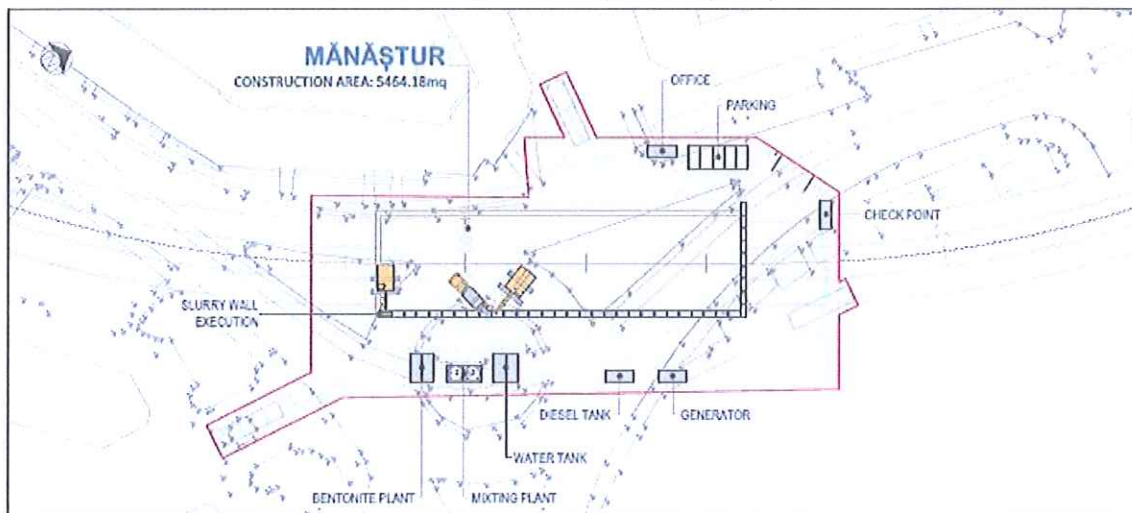 MĂNĂȘTUR
CONSTRUCTION AREA: 5464.18mq
OFFICE
PARKING
CHECK POINT
SLURRY WALL
EXECUTION
DIESEL TANK
GENERATOR
WATER TANK
BENTONITE PLANT
MIXTING PLANT